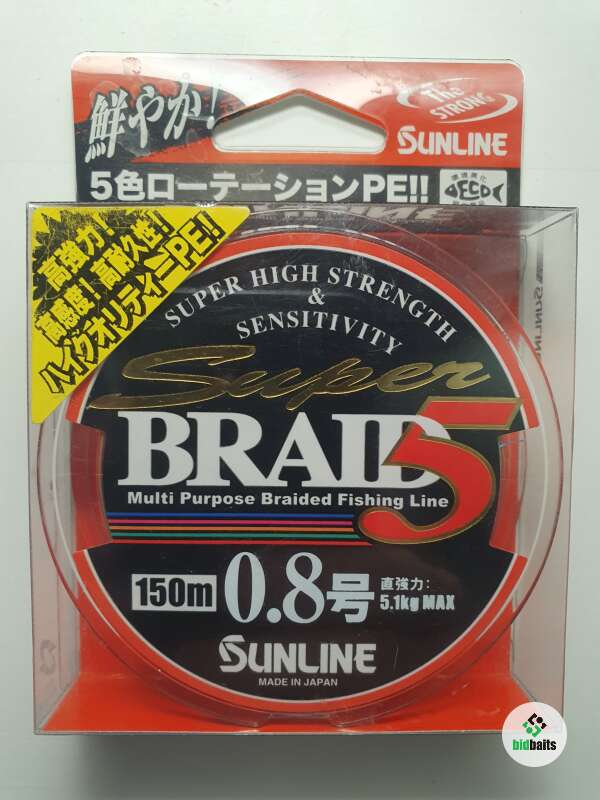 鮮やか!
The
STRONG
SUNLINE
5色ローテーションPE!!
ECO
高強力!
高感度! 高耐久性!
ハイクオリティーPE!!
SUPER HIGH STRENGTH
&
SENSITIVITY
Super
BRAID 5
Multi Purpose Braided Fishing Line
150m 0.8号 直強力:
5.1kg MAX
SUNLINE
MADE IN JAPAN
bidbaits